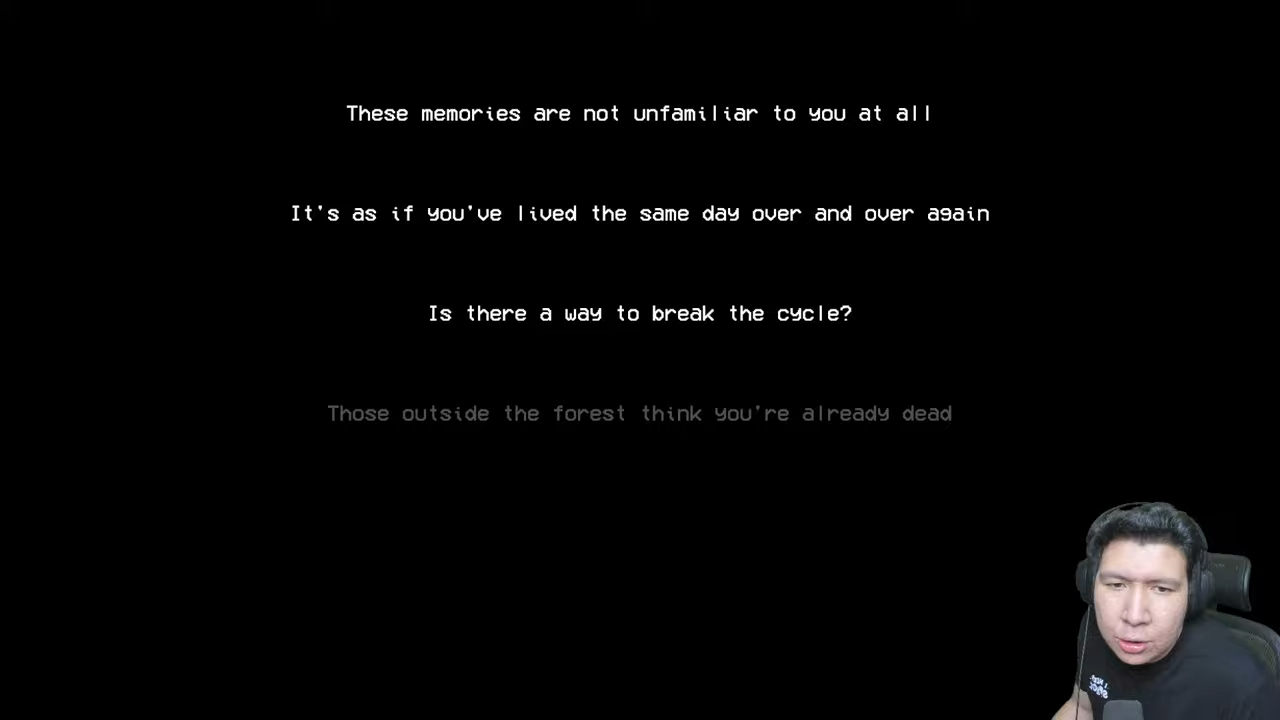 These memories are not unfamiliar to you at all
It's as if you've lived the same day over and over again
Is there a way to break the cycle?
Those outside the forest think you're already dead